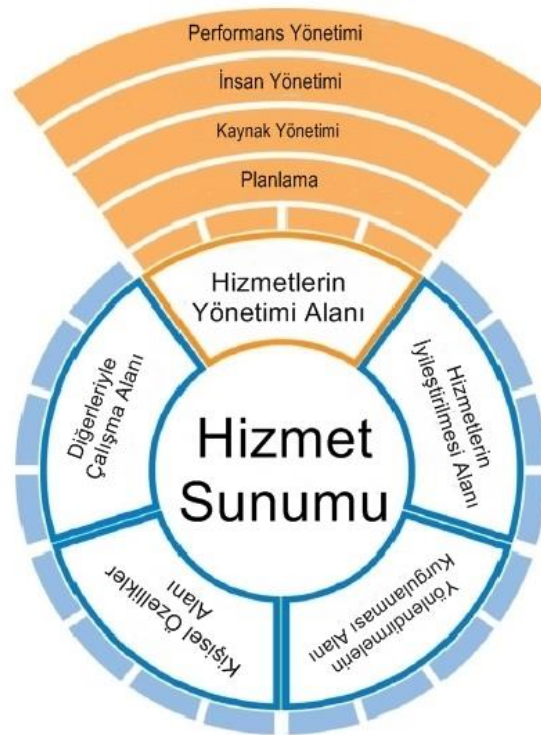 Performans Yönetimi
İnsan Yönetimi
Kaynak Yönetimi
Planlama
Hizmetlerin
Yönetimi Alanı
Diğerleriyle
Çalışma Alanı
Hizmetlerin
İyileştirilmesi Alanı
Hizmet
Sunumu
Kişisel Özellikler
Alanı
Yönlendirmelerin
Kurgulanması Alanı